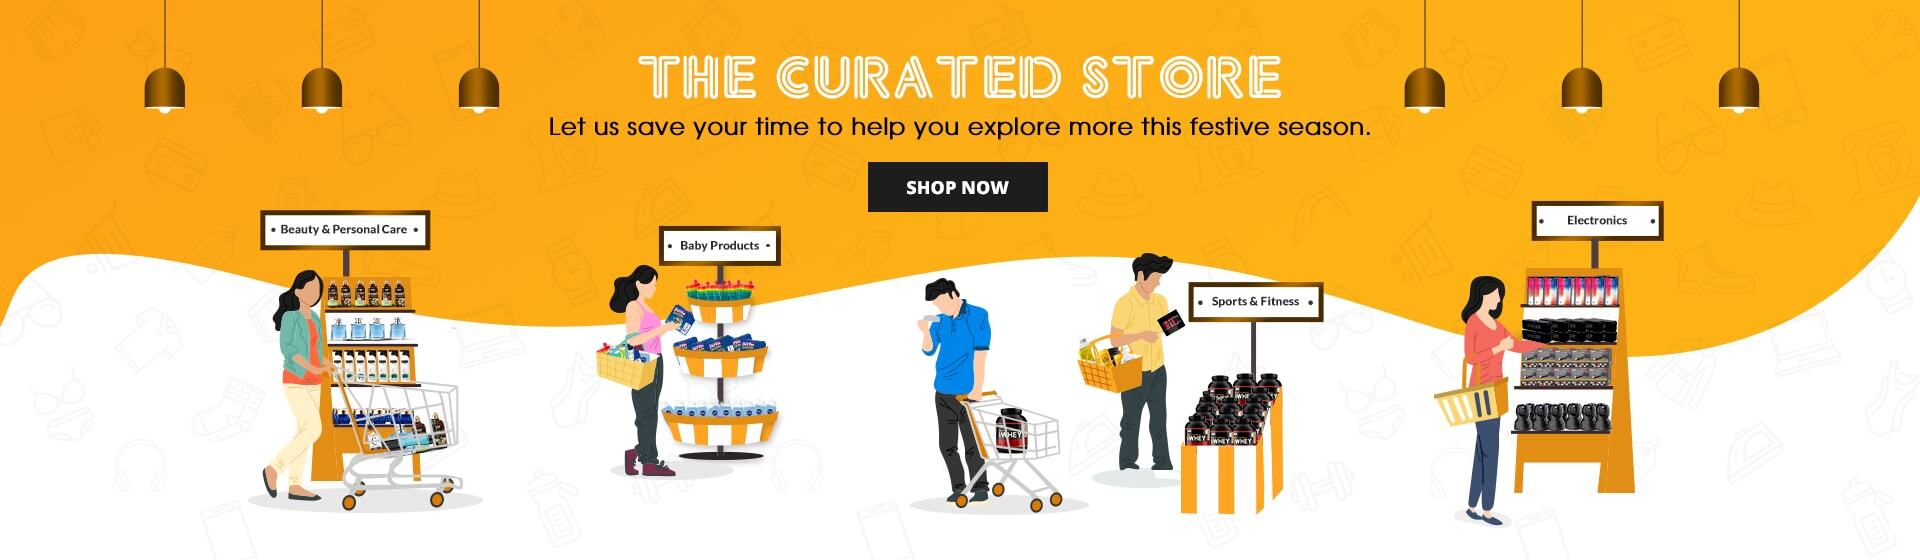 THE CURATED STORE
Let us save your time to help you explore more this festive season.
SHOP NOW
Beauty & Personal Care
Baby Products
Sports & Fitness
Electronics
WHEY
WHEY
WHEY
WHEY